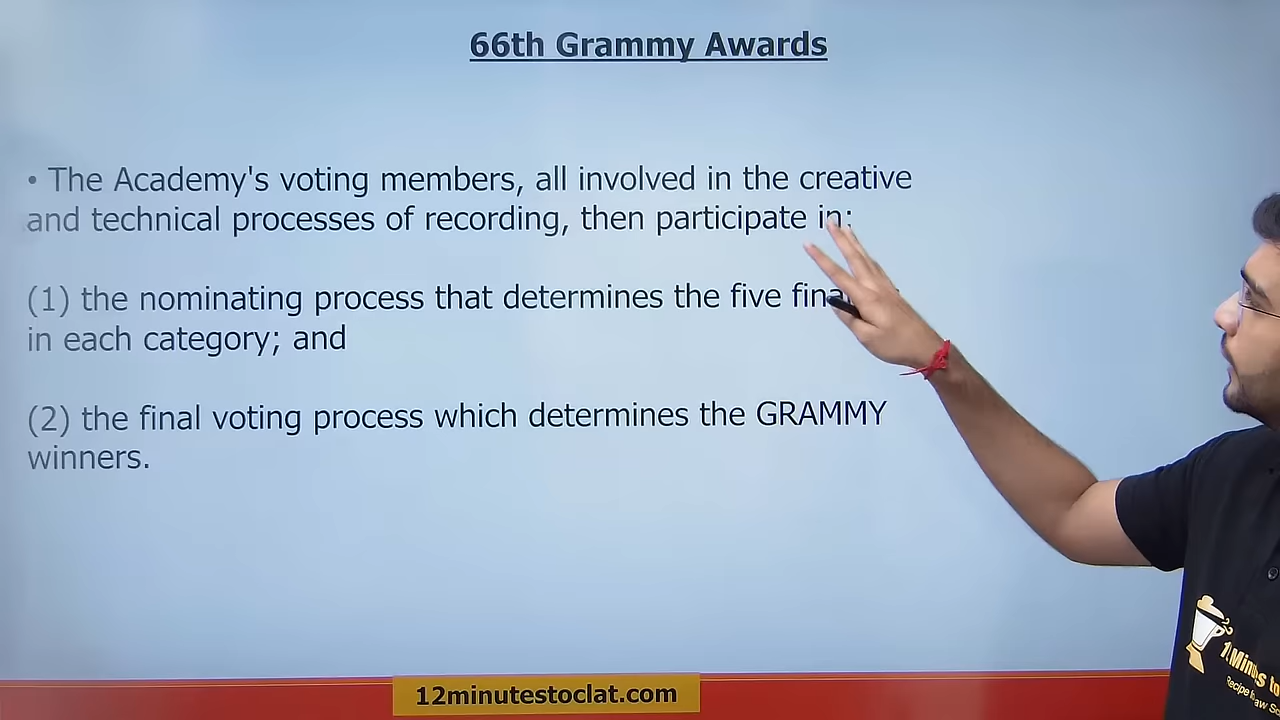 66th Grammy Awards
• The Academy's voting members, all involved in the creative
and technical processes of recording, then participate in:
(1) the nominating process that determines the five
in each category; and
(2) the final voting process which determines the GRAMMY
winners.
12minutestoclat.com